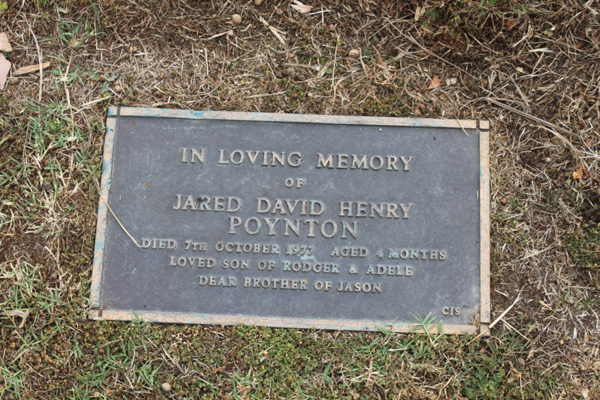 IN LOVING MEMORY
OF
JARED DAVID HENRY
POYNTON
DIED 7TH OCTOBER 1977 AGED 4 MONTHS
LOVED SON OF RODGER & ADELE
DEAR BROTHER OF JASON
CIS